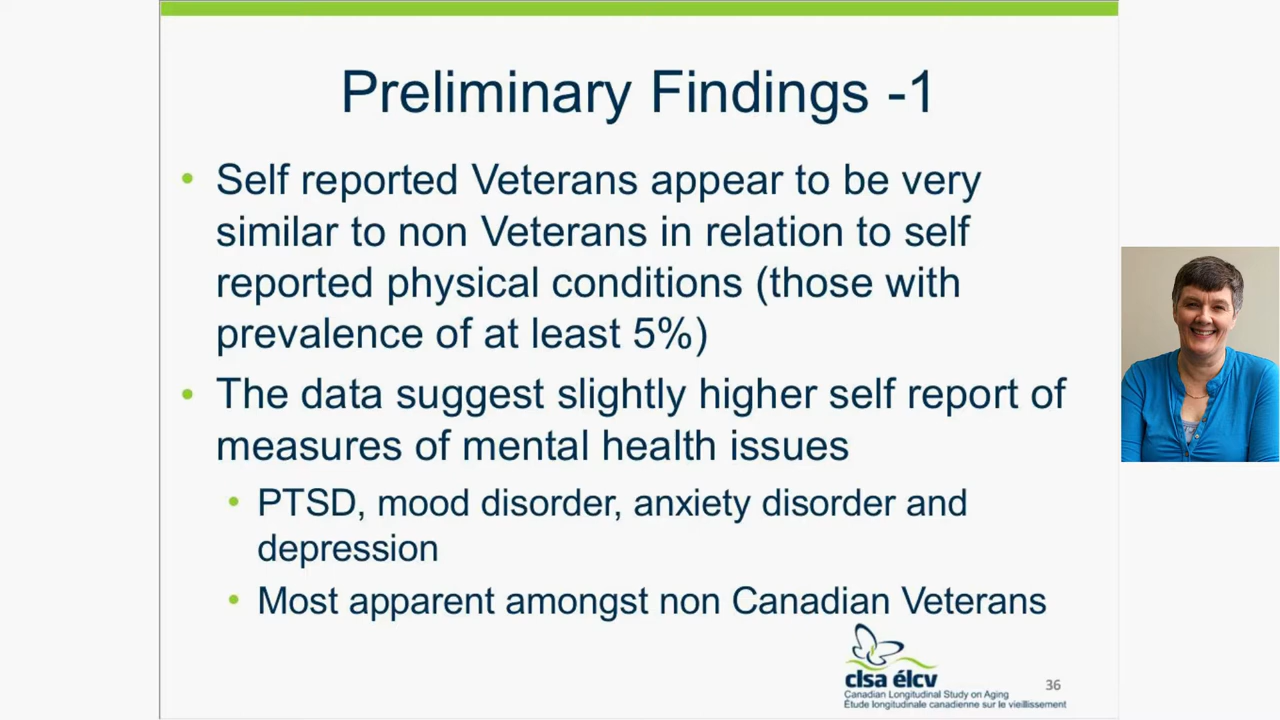 Preliminary Findings -1
• Self reported Veterans appear to be very
similar to non Veterans in relation to self
reported physical conditions (those with
prevalence of at least 5%)
• The data suggest slightly higher self report of
measures of mental health issues
• PTSD, mood disorder, anxiety disorder and
depression
• Most apparent amongst non Canadian Veterans
clsa élcv
Canadian Longitudinal Study on Aging
Étude longitudinale canadienne sur le vieillissement
36